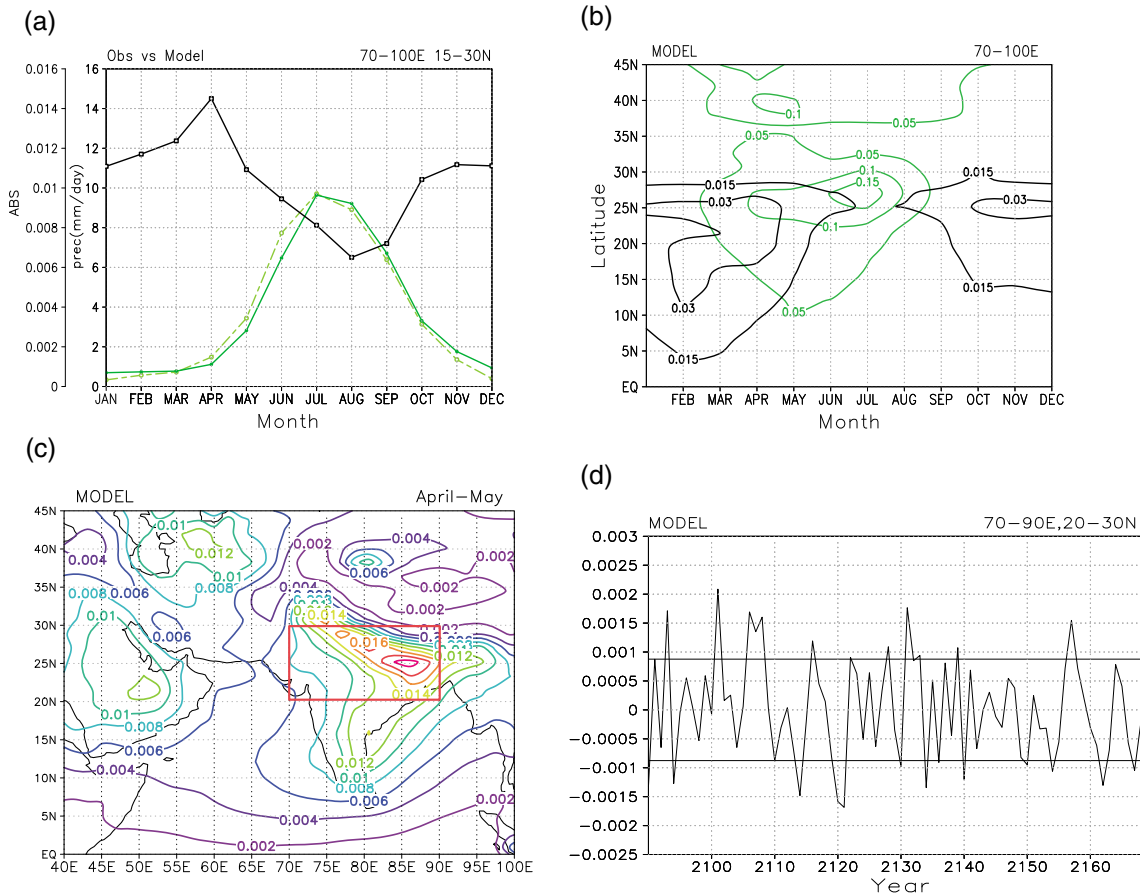 (a)
Obs vs Model 70-100E 15-30N
0.016 16
0.014 14
0.012 12
0.01 10
0.008 8
0.006 6
0.004 4
0.002 2
0 0
ABS
prec(mm/day)
JAN FEB MAR APR MAY JUN JUL AUG SEP OCT NOV DEC
Month
(b)
MODEL 70-100E
45N
40N
35N
30N
25N
20N
15N
10N
5N
EQ
Latitude
0.1
0.05 0.05
0.05
0.05
0.1
0.15
0.1
0.05
0.015 0.015
0.03 0.03
0.03
0.015
0.015
FEB MAR APR MAY JUN JUL AUG SEP OCT NOV DEC
Month
(c)
MODEL April-May
45N
40N
35N
30N
25N
20N
15N
10N
5N
EQ
0.01
0.004 0.012 0.002 0.004
0.01 0.006 0.002
0.008 0.006 0.008 0.004 0.002
0.01 0.014 0.002
0.006 0.016 0.012
0.01 0.014
0.008
0.006 0.012
0.004 0.01 0.002
0.008
0.006
0.004
0.002
40E 45E 50E 55E 60E 65E 70E 75E 80E 85E 90E 95E 100E
(d)
MODEL 70-90E,20-30N
0.003
0.0025
0.002
0.0015
0.001
0.0005
0
-0.0005
-0.001
-0.0015
-0.002
-0.0025
2100 2110 2120 2130 2140 2150 2160
Year